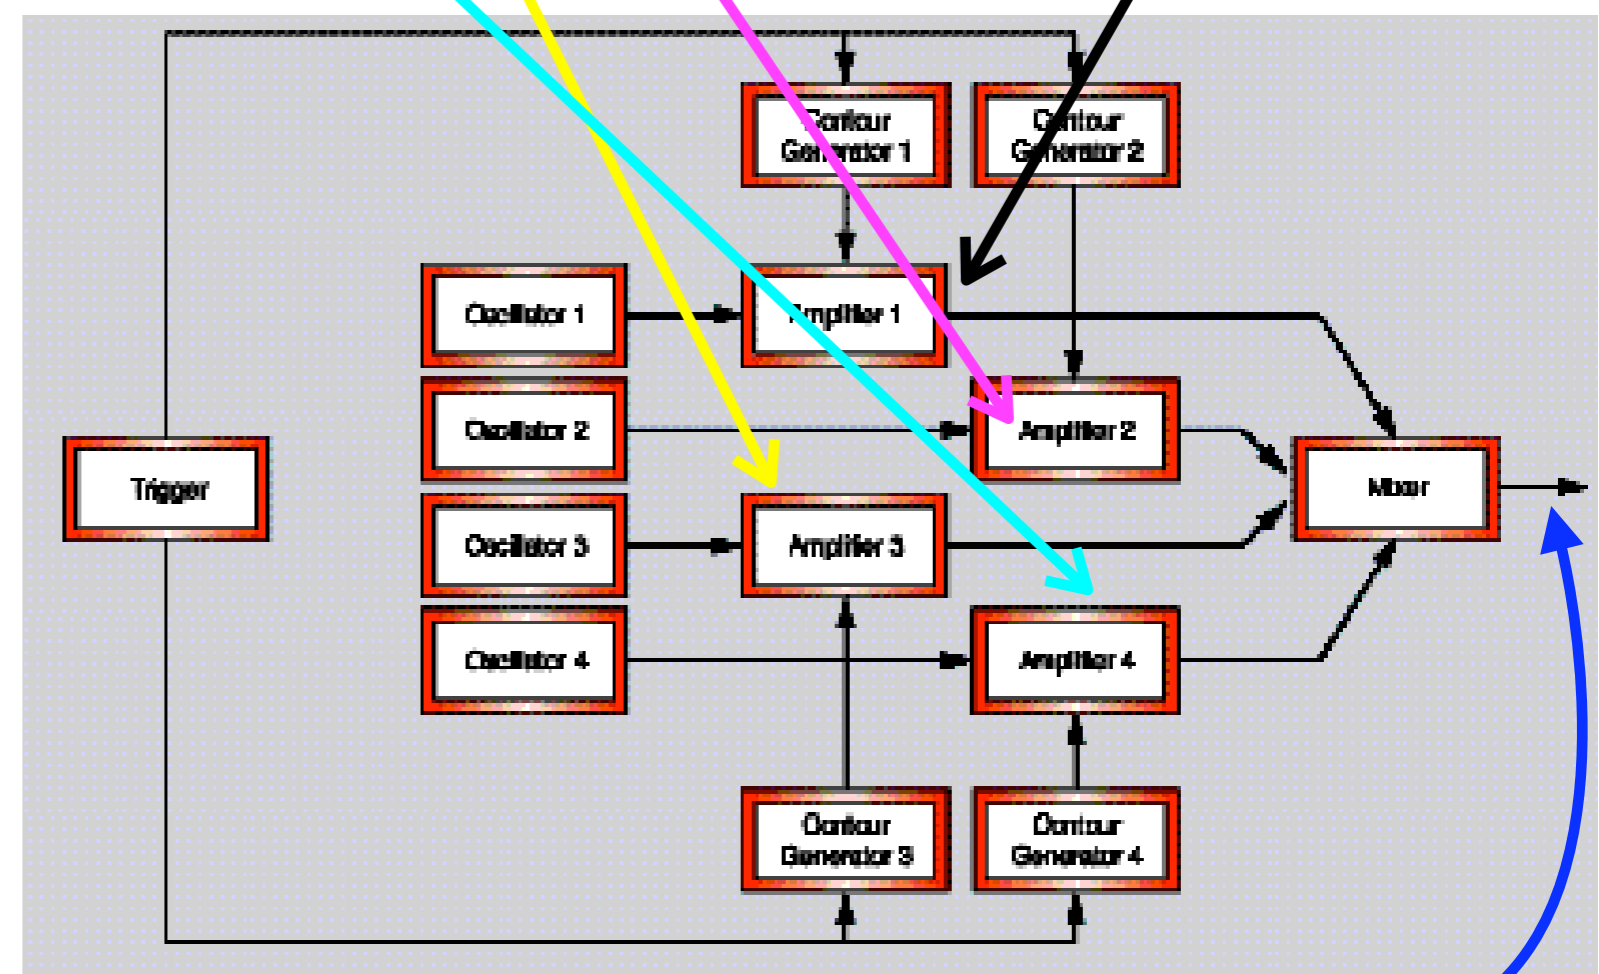 Contour
Generator 1
Contour
Generator 2
Oscillator 1
Amplifier 1
Oscillator 2
Amplifier 2
Trigger
Mixer
Oscillator 3
Amplifier 3
Oscillator 4
Amplifier 4
Contour
Generator 3
Contour
Generator 4